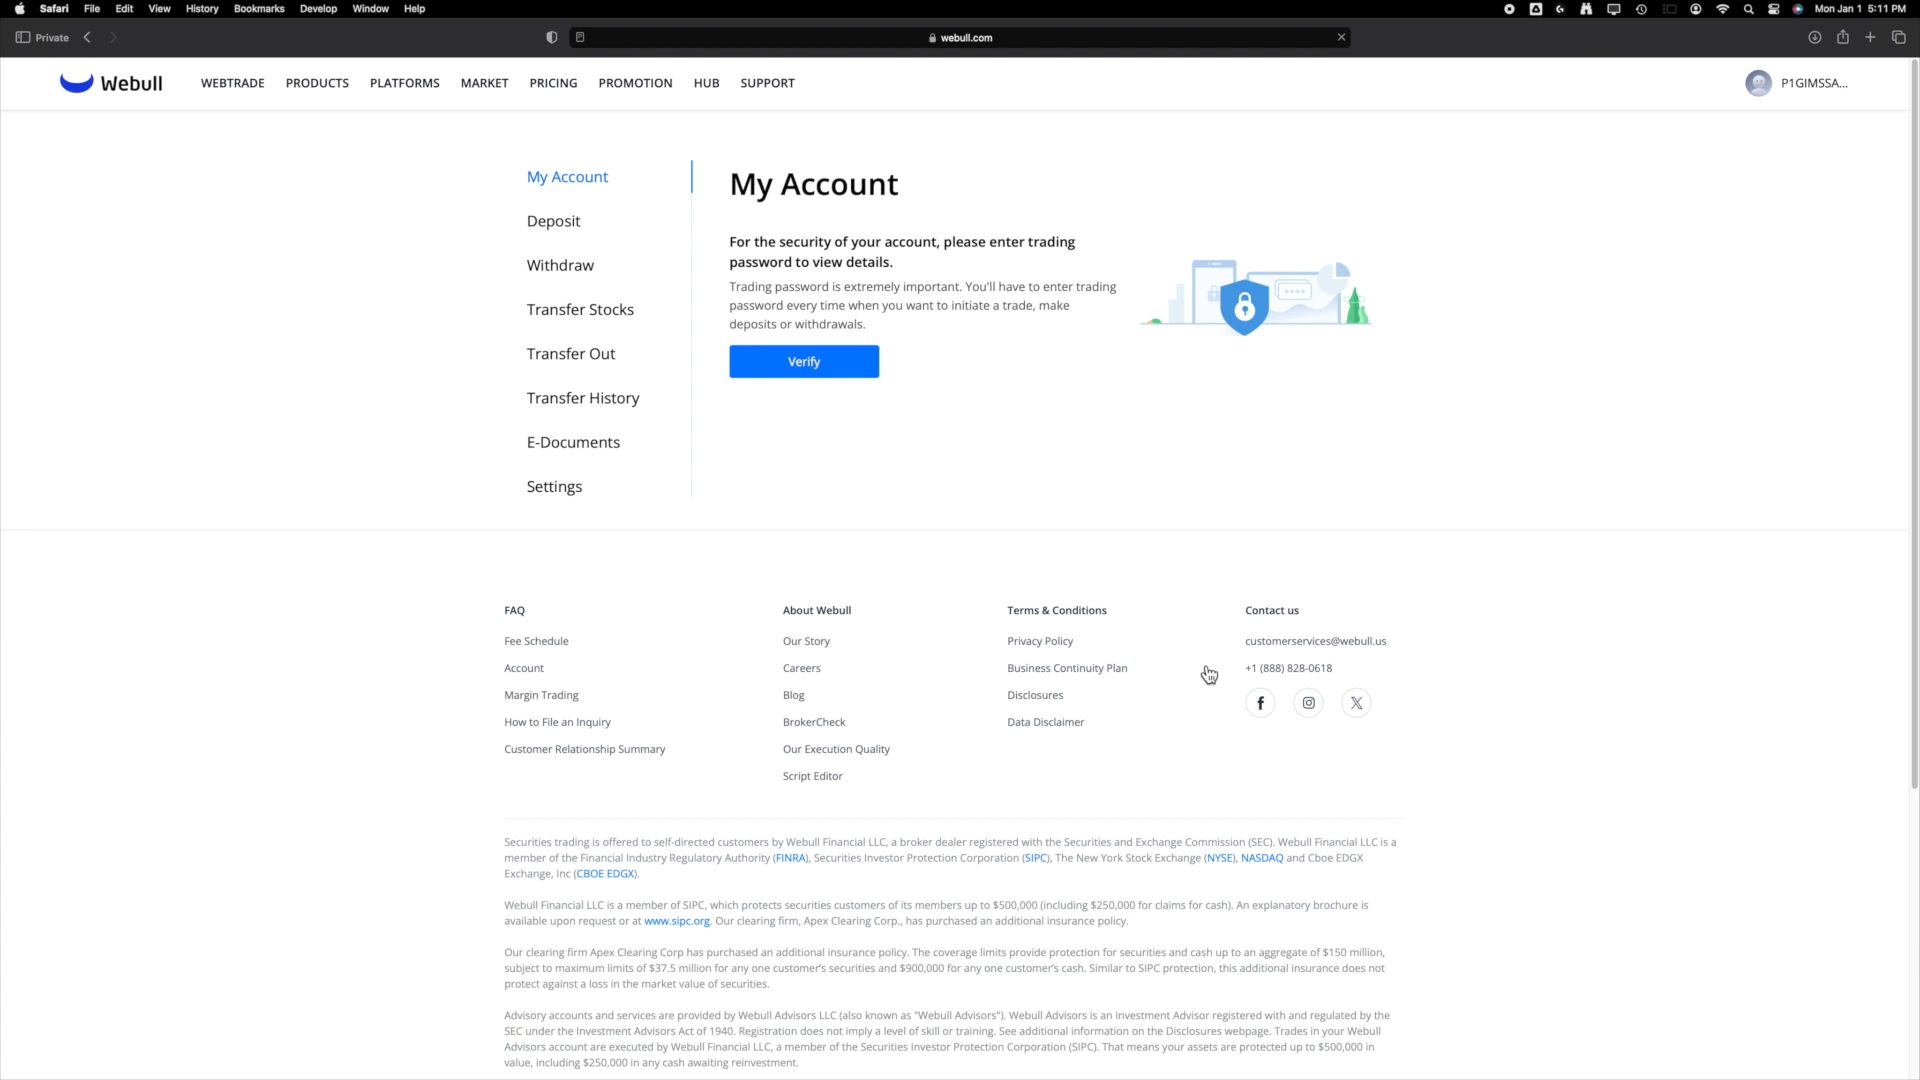 Safari File Edit View History Bookmarks Develop Window Help Mon Jan 1 5:11 PM
Private webull.com
Webull WEBTRADE PRODUCTS PLATFORMS MARKET PRICING PROMOTION HUB SUPPORT P1GIMSSA...
My Account
Deposit
Withdraw
Transfer Stocks
Transfer Out
Transfer History
E-Documents
Settings
My Account
For the security of your account, please enter trading
password to view details.
Trading password is extremely important. You'll have to enter trading
password every time when you want to initiate a trade, make
deposits or withdrawals.
Verify
FAQ
Fee Schedule
Account
Margin Trading
How to File an Inquiry
Customer Relationship Summary
About Webull
Our Story
Careers
Blog
BrokerCheck
Our Execution Quality
Script Editor
Terms & Conditions
Privacy Policy
Business Continuity Plan
Disclosures
Data Disclaimer
Contact us
customerservices@webull.us
+1 (888) 828-0618
Securities trading is offered to self-directed customers by Webull Financial LLC, a broker dealer registered with the Securities and Exchange Commission (SEC). Webull Financial LLC is a
member of the Financial Industry Regulatory Authority (FINRA), Securities Investor Protection Corporation (SIPC), The New York Stock Exchange (NYSE), NASDAQ and Cboe EDGX
Exchange, Inc (CBOE EDGX).
Webull Financial LLC is a member of SIPC, which protects securities customers of its members up to $500,000 (including $250,000 for claims for cash). An explanatory brochure is
available upon request or at www.sipc.org. Our clearing firm, Apex Clearing Corp., has purchased an additional insurance policy.
Our clearing firm Apex Clearing Corp has purchased an additional insurance policy. The coverage limits provide protection for securities and cash up to an aggregate of $150 million,
subject to maximum limits of $37.5 million for any one customer's securities and $900,000 for any one customer's cash. Similar to SIPC protection, this additional insurance does not
protect against a loss in the market value of securities.
Advisory accounts and services are provided by Webull Advisors LLC (also known as "Webull Advisors"). Webull Advisors is an Investment Advisor registered with and regulated by the
SEC under the Investment Advisors Act of 1940. Registration does not imply a level of skill or training. See additional information on the Disclosures webpage. Trades in your Webull
Advisors account are executed by Webull Financial LLC, a member of the Securities Investor Protection Corporation (SIPC). That means your assets are protected up to $500,000 in
value, including $250,000 in any cash awaiting reinvestment.